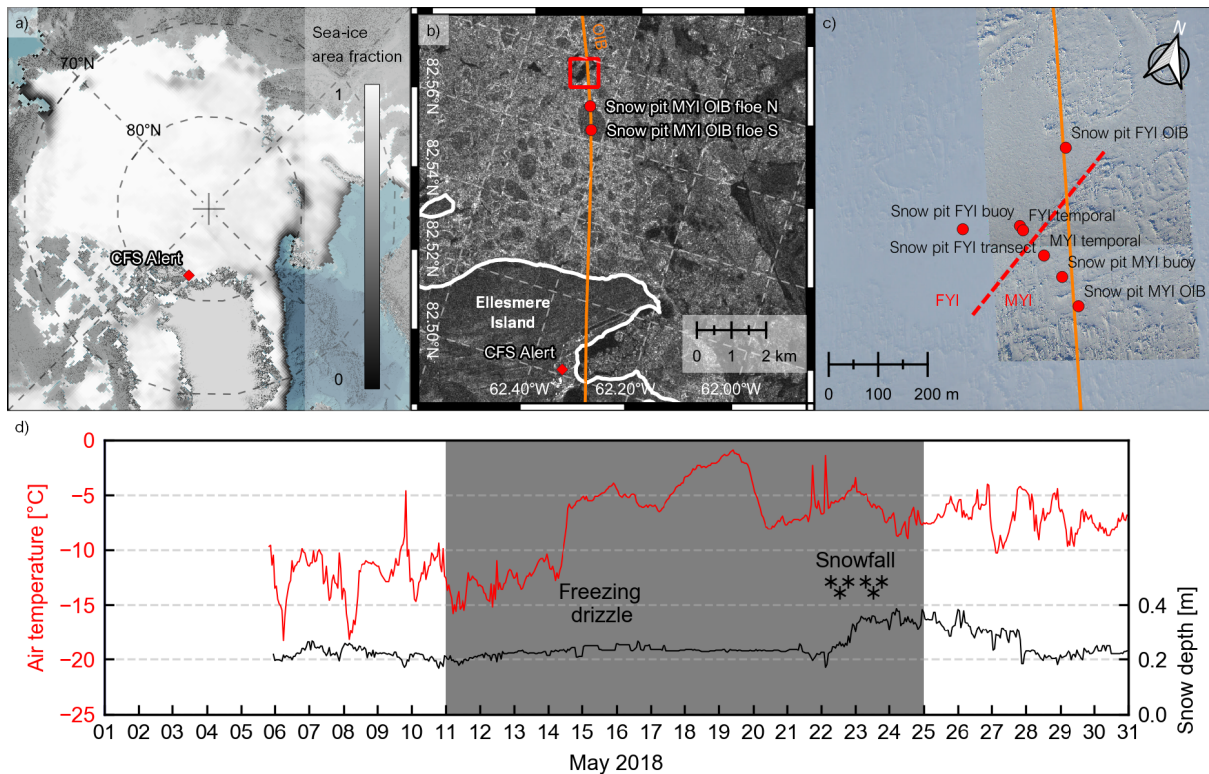 a)
Sea-ice
area fraction
1
0
70°N
80°N
CFS Alert
b)
OIB
82.56°N
82.54°N
82.52°N
82.50°N
Snow pit MYI OIB floe N
Snow pit MYI OIB floe S
Ellesmere
Island
CFS Alert
0 1 2 km
62.40°W 62.20°W 62.00°W
c)
N
Snow pit FYI OIB
Snow pit FYI buoy
FYI temporal
Snow pit FYI transect
MYI temporal
Snow pit MYI buoy
Snow pit MYI OIB
FYI MYI
0 100 200 m
d)
Air temperature [°C]
0
−5
−10
−15
−20
−25
Freezing
drizzle
Snowfall
Snow depth [m]
0.4
0.2
0.0
01 02 03 04 05 06 07 08 09 10 11 12 13 14 15 16 17 18 19 20 21 22 23 24 25 26 27 28 29 30 31
May 2018